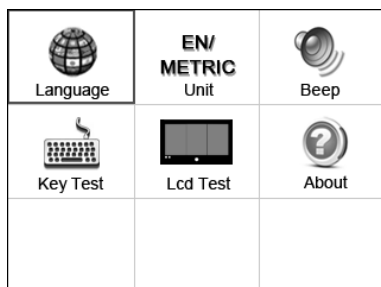 EN/
METRIC
Language
Unit
Beep
Key Test
Lcd Test
About